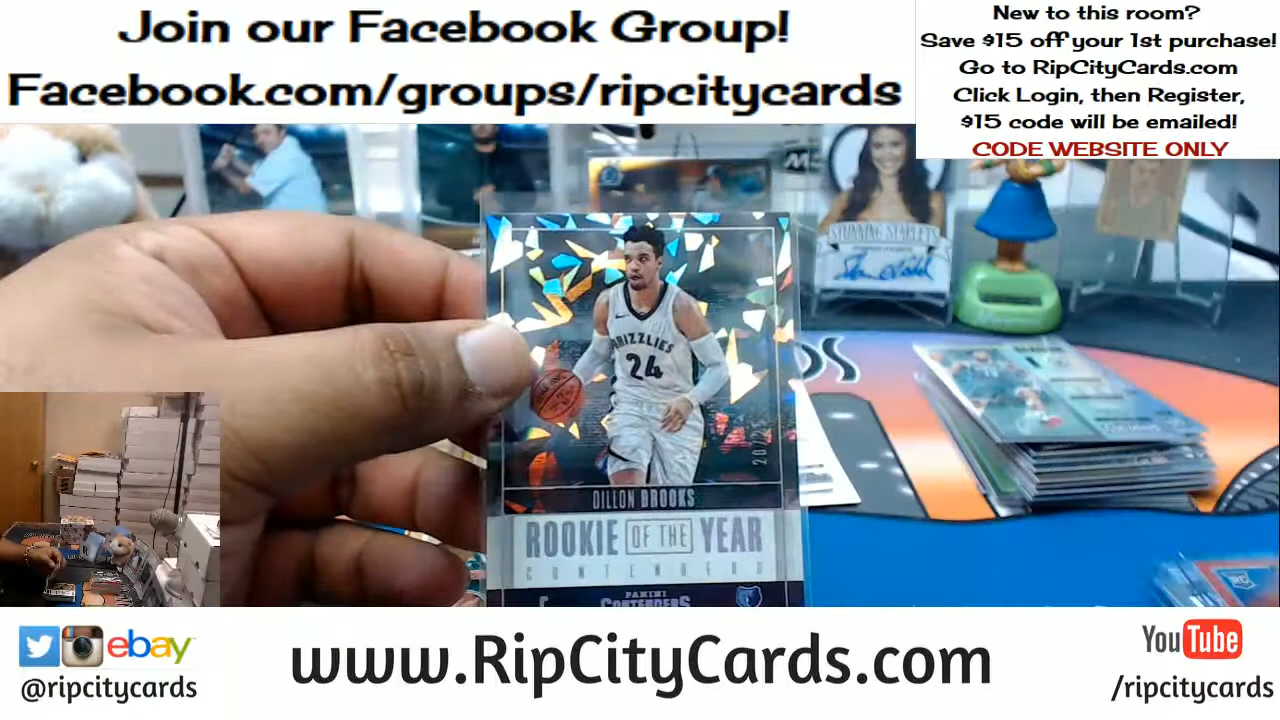 Join our Facebook Group!
Facebook.com/groups/ripcitycards
New to this room?
Save $15 off your 1st purchase!
Go to RipCityCards.com
Click Login, then Register,
$15 code will be emailed!
CODE WEBSITE ONLY
STUNNING STARLETS
GRIZZLIES
24
DILLON BROOKS
ROOKIE OF THE YEAR
CONTENDERS
PANINI
CONTENDERS
ebay
@ripcitycards
www.RipCityCards.com
YouTube
/ripcitycards